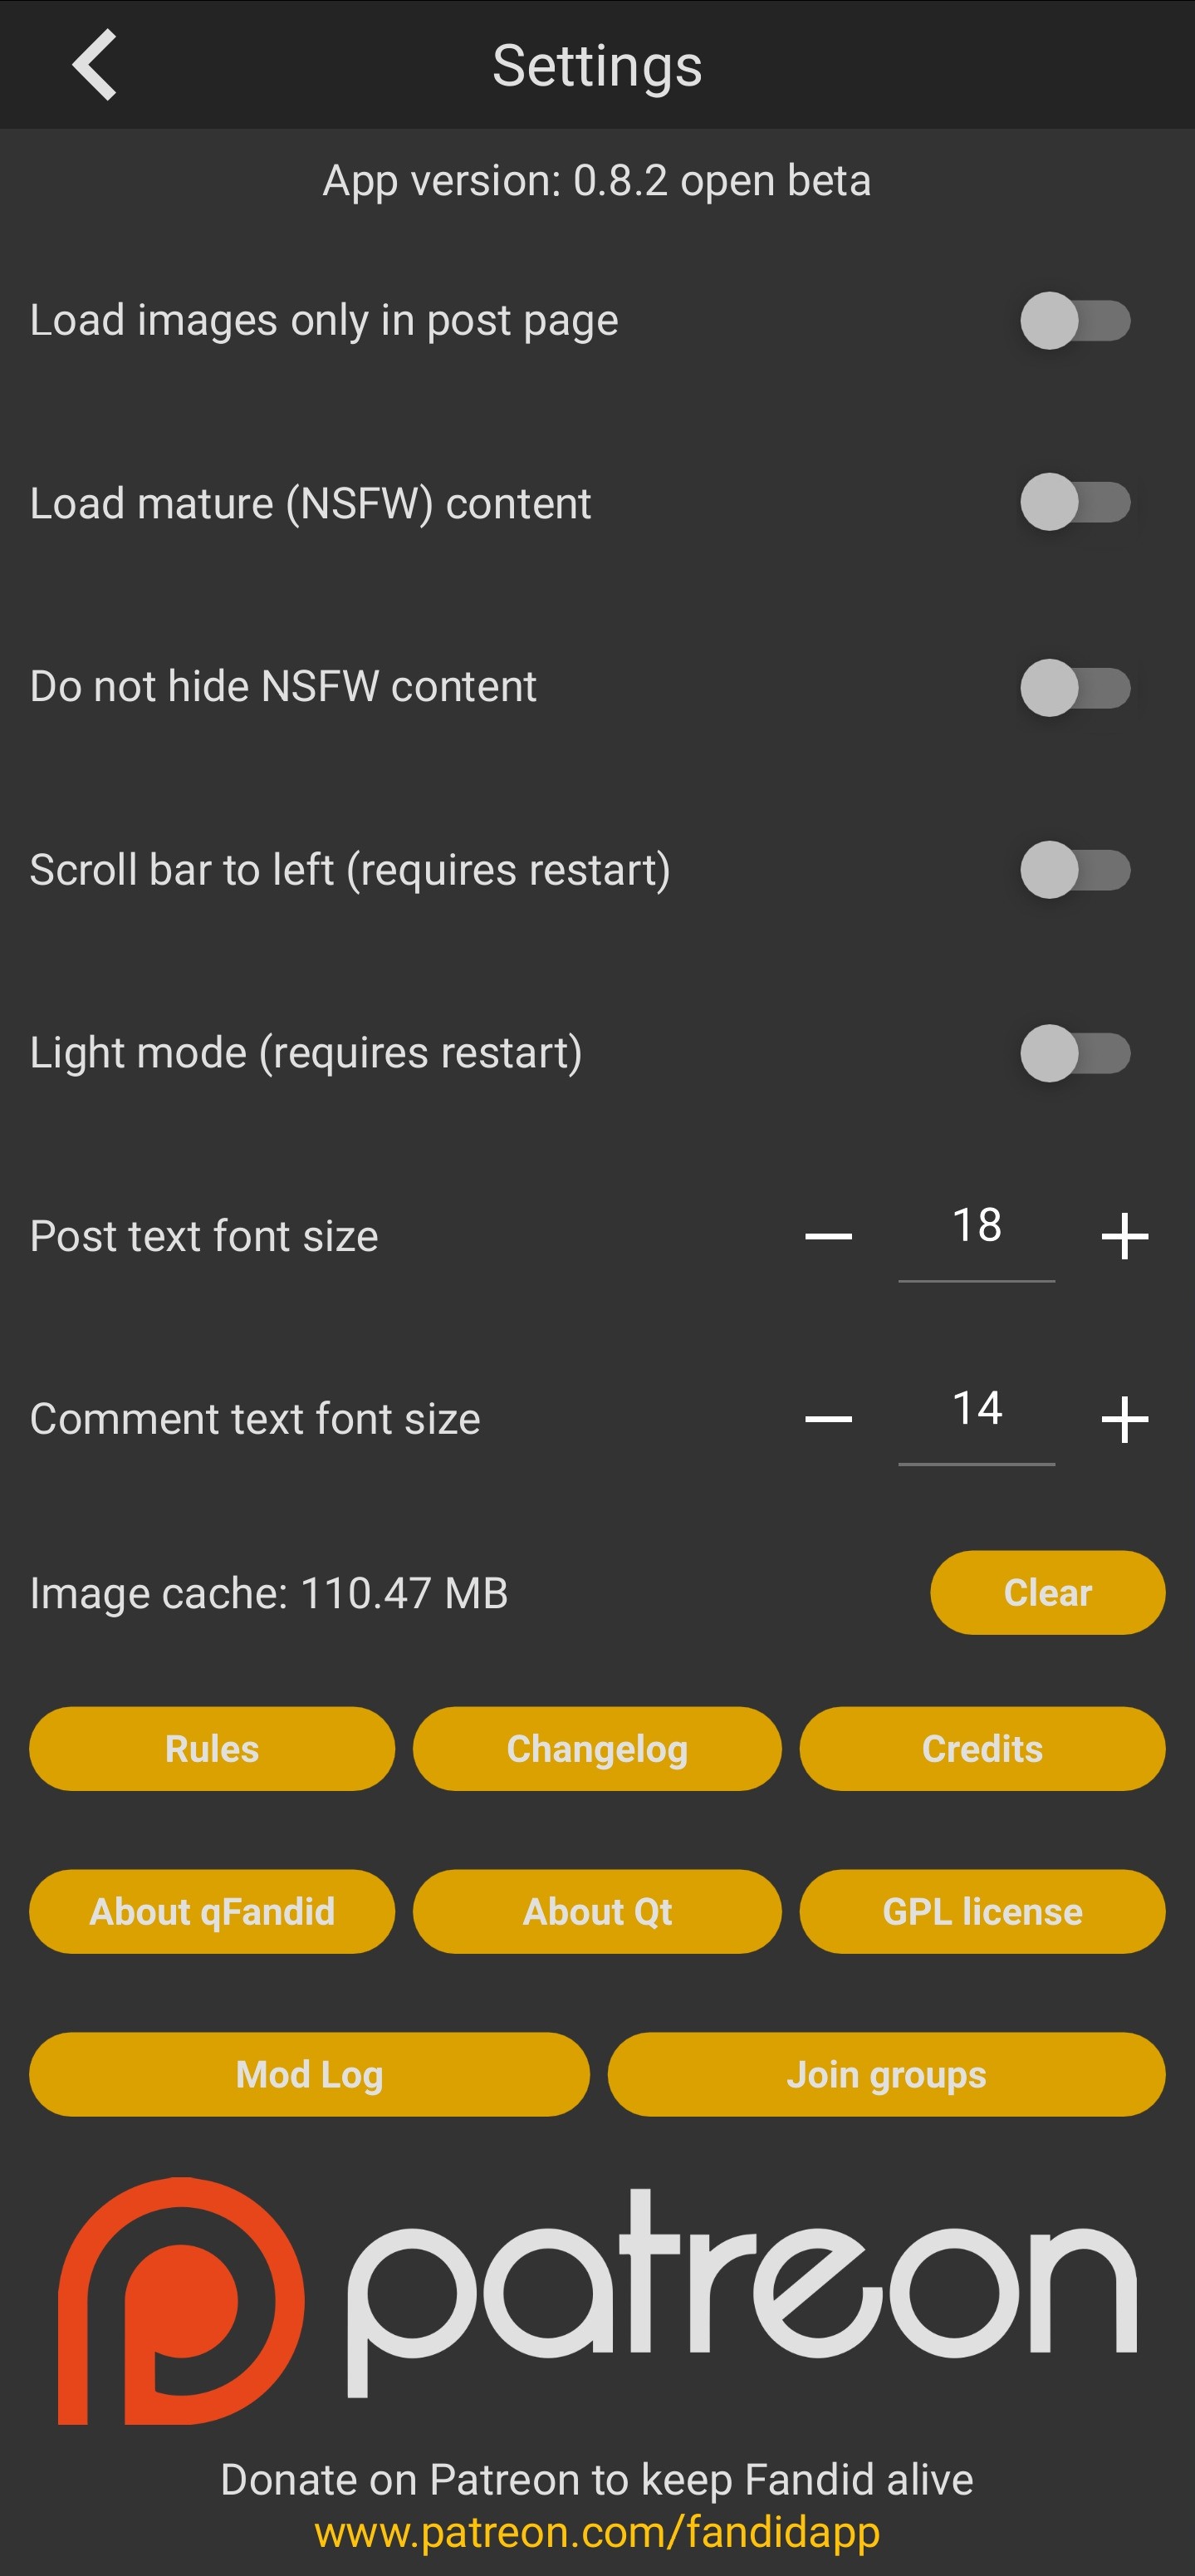 Settings
App version: 0.8.2 open beta
Load images only in post page
Load mature (NSFW) content
Do not hide NSFW content
Scroll bar to left (requires restart)
Light mode (requires restart)
Post text font size — 18 +
Comment text font size — 14 +
Image cache: 110.47 MB Clear
Rules Changelog Credits
About qFandid About Qt GPL license
Mod Log Join groups
patreon
Donate on Patreon to keep Fandid alive
www.patreon.com/fandidapp